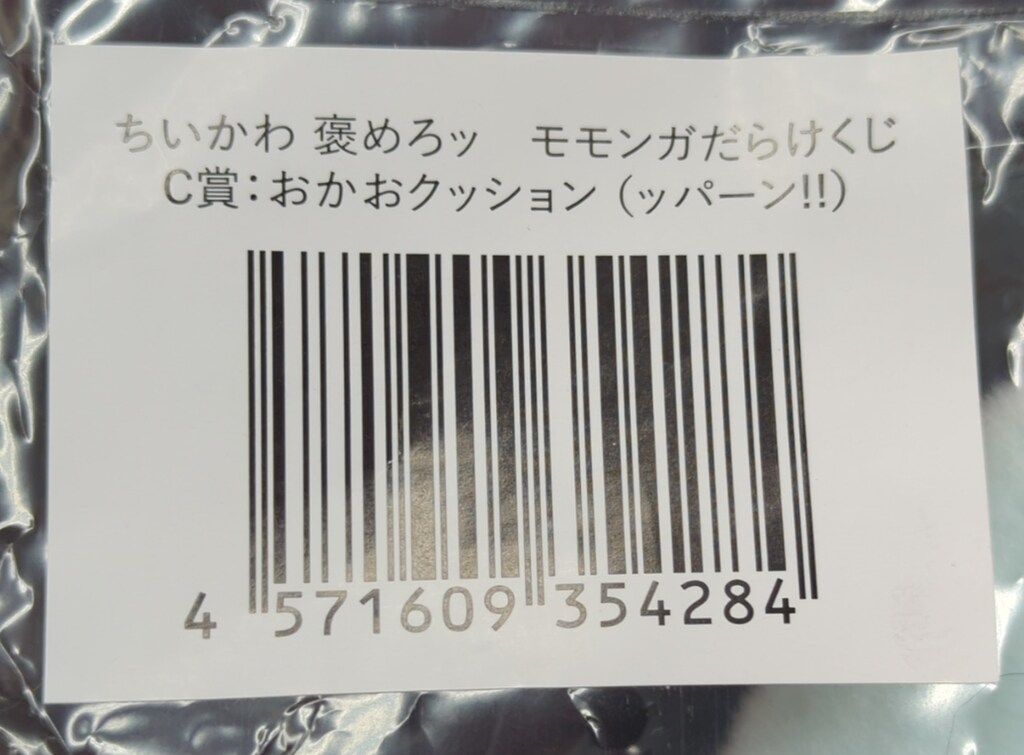 ちいかわ 褒めろッ　モモンガだらけくじ
C賞：おかおクッション（ッパーン!!）
4 571609 354284